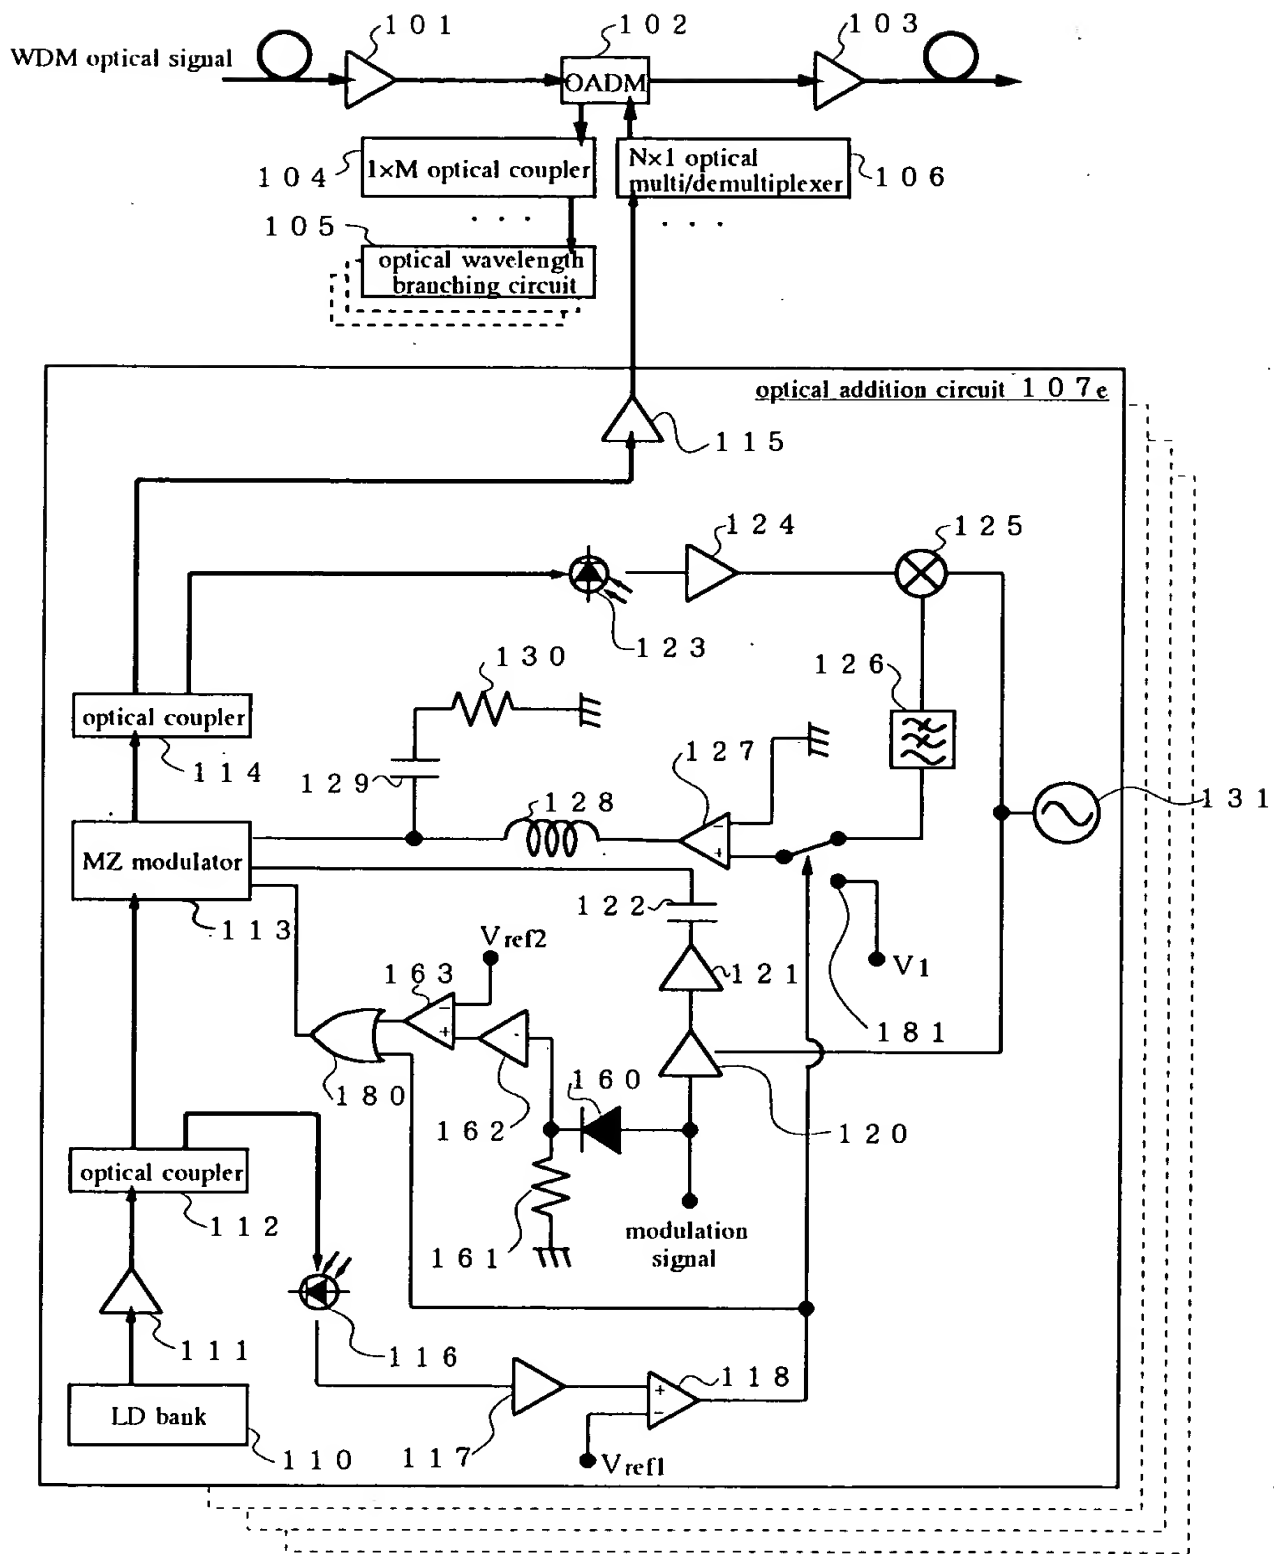 101
102
103
WDM optical signal
OADM
104
1×M optical coupler
N×1 optical
multi/demultiplexer
106
. . .
. . .
105
optical wavelength
branching circuit
optical addition circuit 107e
115
124
125
123
130
126
optical coupler
114
129
128
127
131
MZ modulator
113
122
Vref2
163
121
V1
181
- +
- +
-
180
162
160
120
optical coupler
112
161
modulation
signal
111
116
118
LD bank
110
117
+ -
Vref1